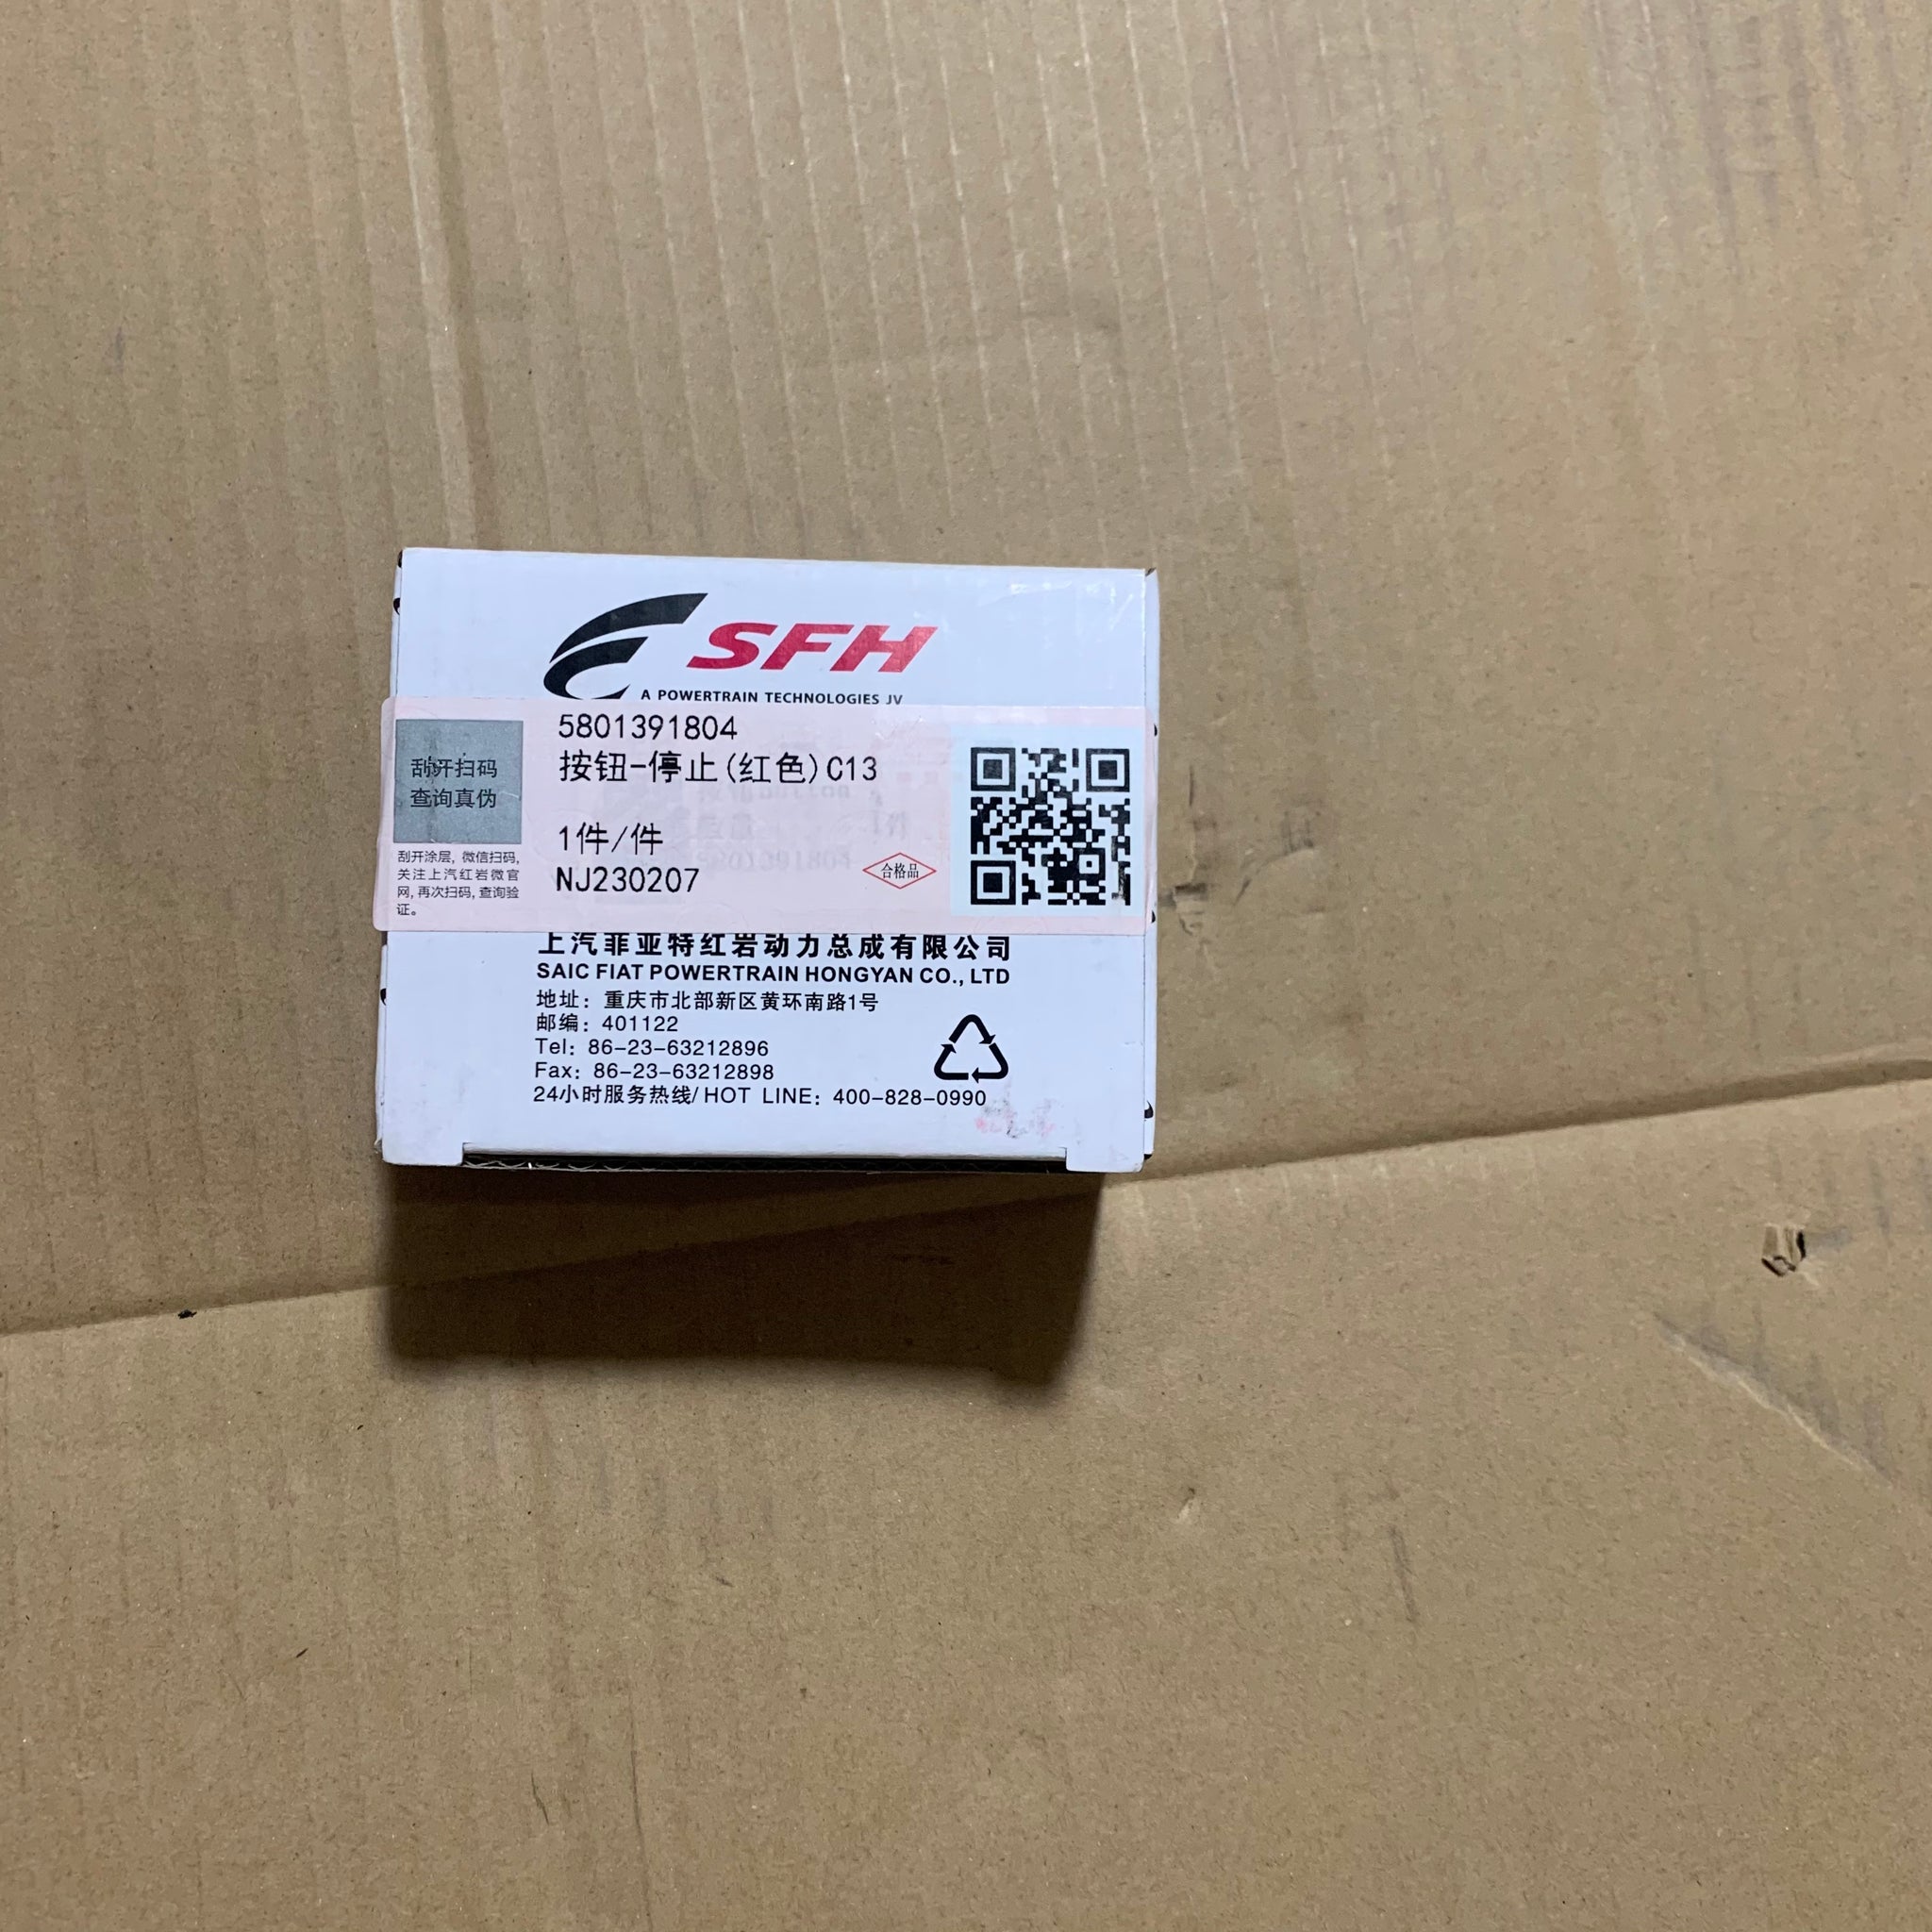 SFH
A POWERTRAIN TECHNOLOGIES JV
5801391804
按钮-停止(红色)C13
1件/件
NJ230207
合格品
刮开扫码
查询真伪
刮开涂层, 微信扫码,
关注上汽红岩微官
网, 再次扫码, 查询验
证。
上汽菲亚特红岩动力总成有限公司
SAIC FIAT POWERTRAIN HONGYAN CO., LTD
地址: 重庆市北部新区黄环南路1号
邮编: 401122
Tel: 86-23-63212896
Fax: 86-23-63212898
24小时服务热线/HOT LINE: 400-828-0990